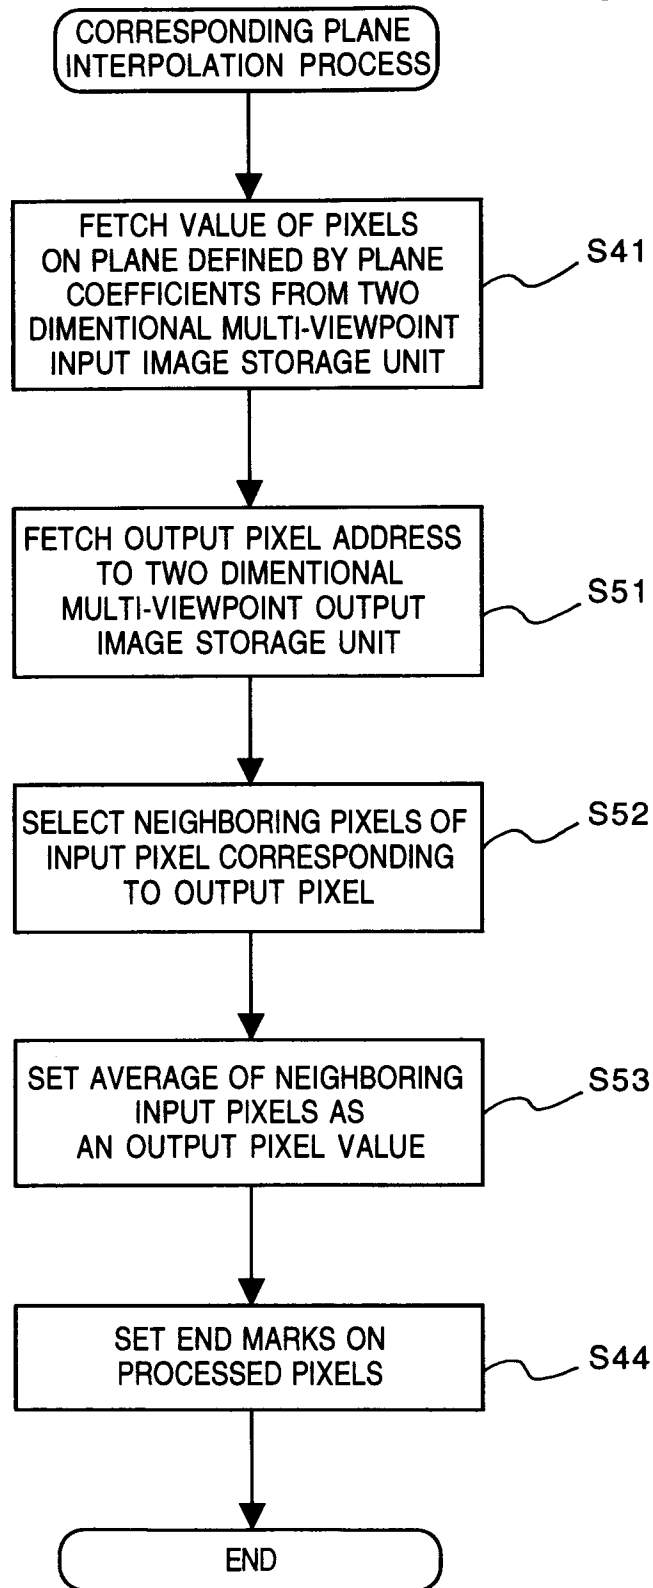 CORRESPONDING PLANE
INTERPOLATION PROCESS
FETCH VALUE OF PIXELS
ON PLANE DEFINED BY PLANE
COEFFICIENTS FROM TWO
DIMENTIONAL MULTI-VIEWPOINT
INPUT IMAGE STORAGE UNIT
S41
FETCH OUTPUT PIXEL ADDRESS
TO TWO DIMENTIONAL
MULTI-VIEWPOINT OUTPUT
IMAGE STORAGE UNIT
S51
SELECT NEIGHBORING PIXELS OF
INPUT PIXEL CORRESPONDING
TO OUTPUT PIXEL
S52
SET AVERAGE OF NEIGHBORING
INPUT PIXELS AS
AN OUTPUT PIXEL VALUE
S53
SET END MARKS ON
PROCESSED PIXELS
S44
END